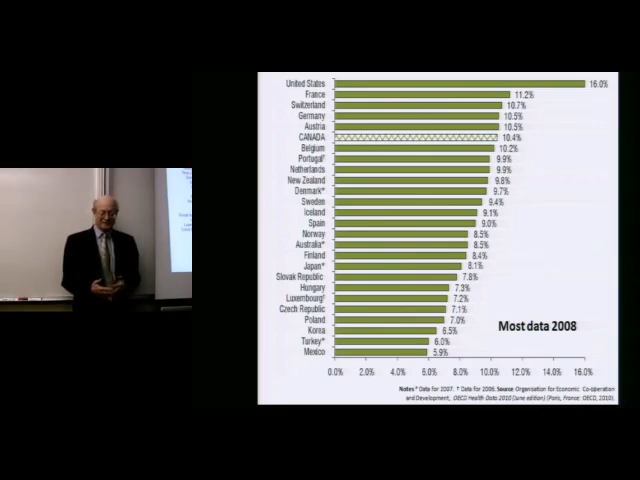 United States 16.0%
France 11.2%
Switzerland 10.7%
Germany 10.5%
Austria 10.5%
CANADA 10.4%
Belgium 10.2%
Portugal† 9.9%
Netherlands 9.9%
New Zealand 9.8%
Denmark* 9.7%
Sweden 9.4%
Iceland 9.1%
Spain 9.0%
Norway 8.5%
Australia* 8.5%
Finland 8.4%
Japan* 8.1%
Slovak Republic 7.8%
Hungary 7.3%
Luxembourg† 7.2%
Czech Republic 7.1%
Poland 7.0%
Korea 6.5%
Turkey* 6.0%
Mexico 5.9%
Most data 2008
0.0% 2.0% 4.0% 6.0% 8.0% 10.0% 12.0% 14.0% 16.0%
Notes * Data for 2007. † Data for 2006. Source Organisation for Economic Co-operation
and Development, OECD Health Data 2010 (June edition) (Paris, France: OECD, 2010).